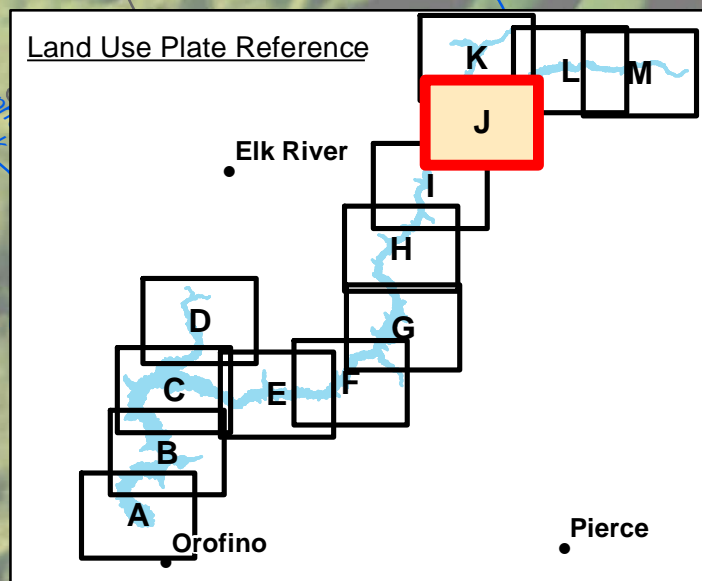 Land Use Plate Reference
K
L
M
J
Elk River
I
H
D
G
C
E
F
B
A
Orofino
Pierce